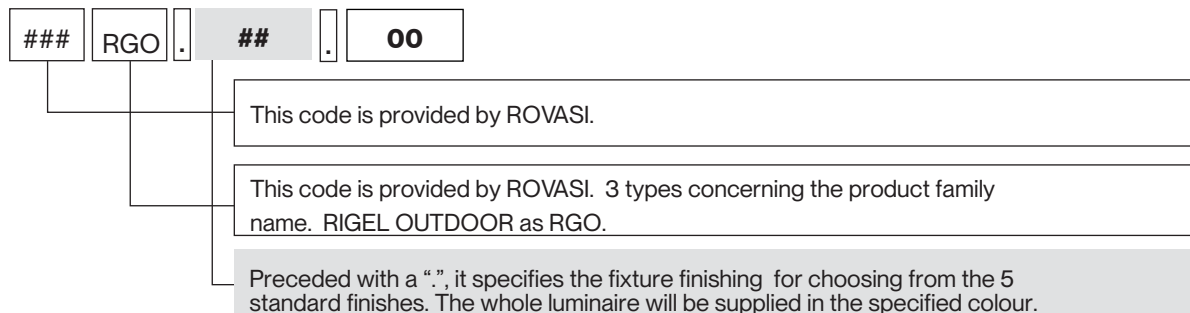 ### RGO . ## . 00
This code is provided by ROVASI.
This code is provided by ROVASI. 3 types concerning the product family
name. RIGEL OUTDOOR as RGO.
Preceded with a “.”, it specifies the fixture finishing for choosing from the 5
standard finishes. The whole luminaire will be supplied in the specified colour.